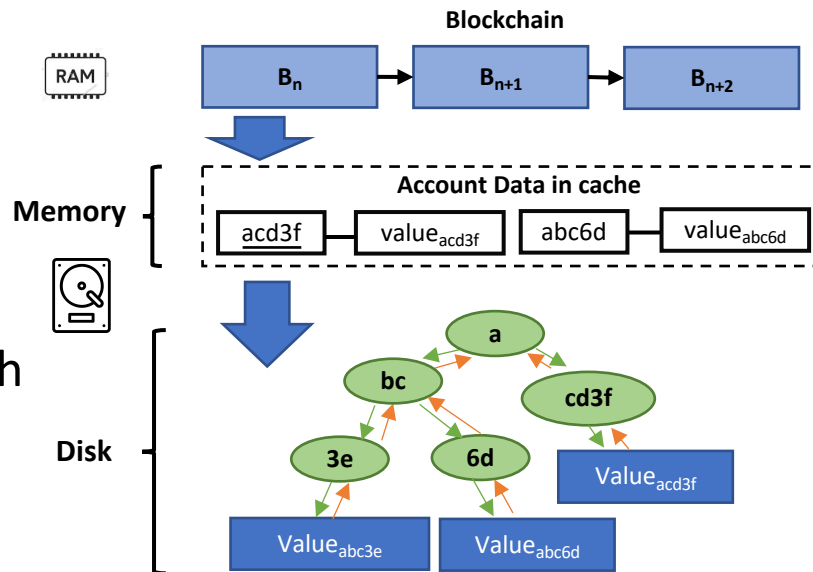 Blockchain
RAM
Bn Bn+1 Bn+2
Account Data in cache
Memory
acd3f valueacd3f abc6d valueabc6d
a
h
bc cd3f
Disk
3e 6d
Valueacd3f
Valueabc3e Valueabc6d